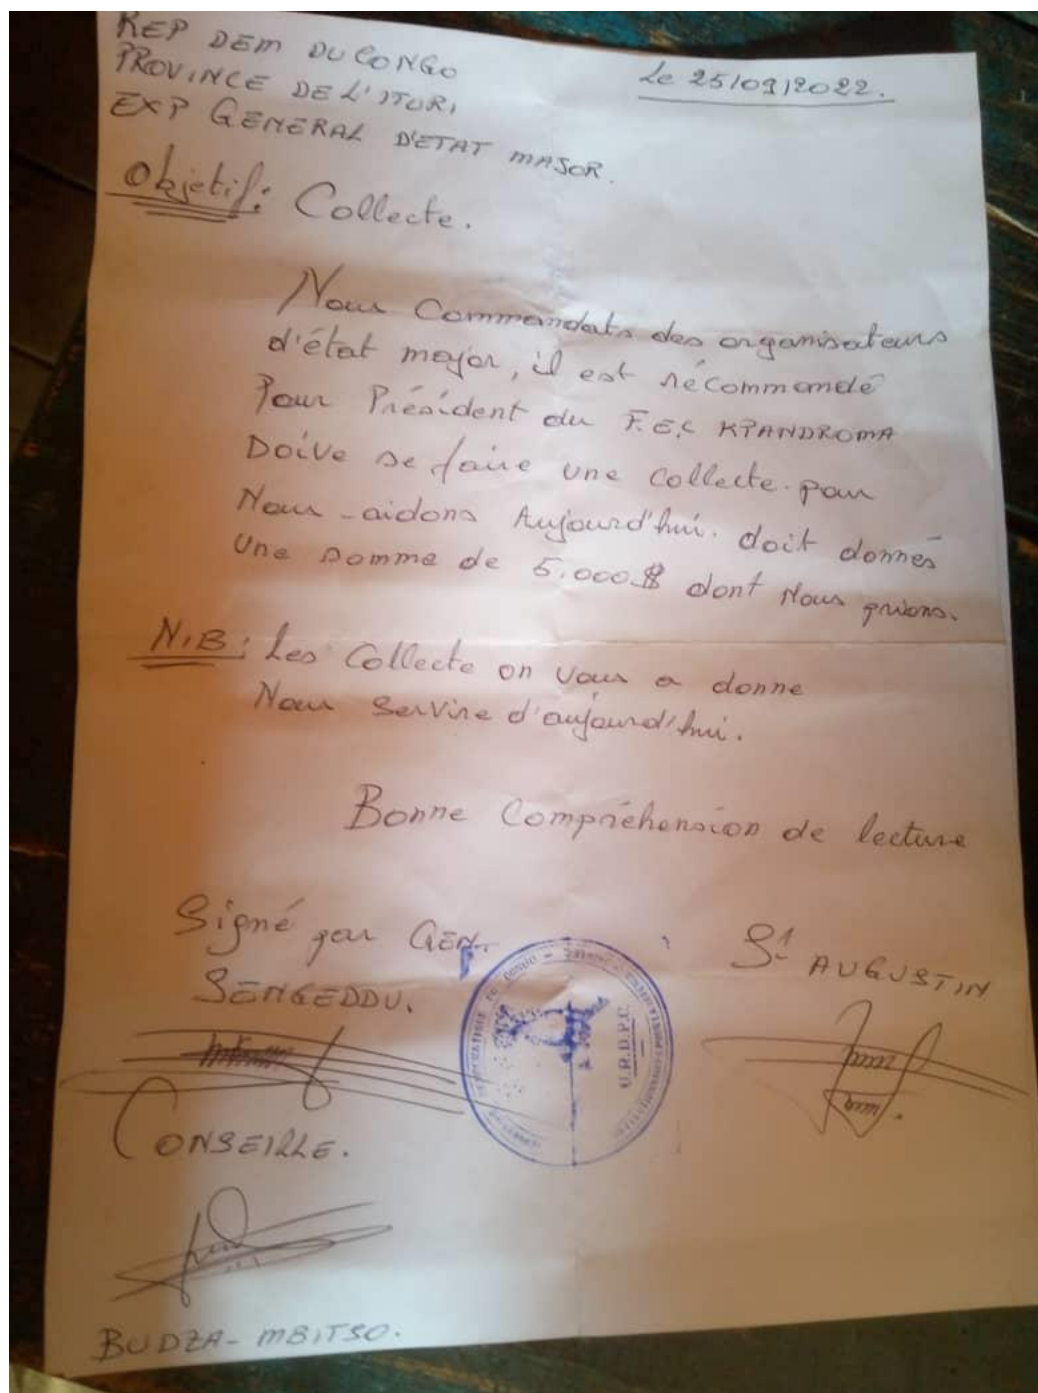 REP DEM DU CONGO
Le 25/09/2022.
PROVINCE DE L'ITURI
EXP GENERAL D'ETAT MAJOR.
Objetif: Collecte.
Nous Commandats des organisateurs
d'état major, il est récommandé
Pour Président du F.E.C KPANDROMA
Doive se faire une collecte pour
Nous-aidons Aujourd'hui. doit donnés
Une somme de 5.000$ dont Nous prions.
N.B: Les Collecte on vous a donne
Nous Servire d'aujourd'hui.
Bonne Compréhension de lecture
Signé par GEN.
SENGEDDU.
St AUGUSTIN
U.R.D.P.C.
CONSEILLE.
BUDZA-MBITSO.